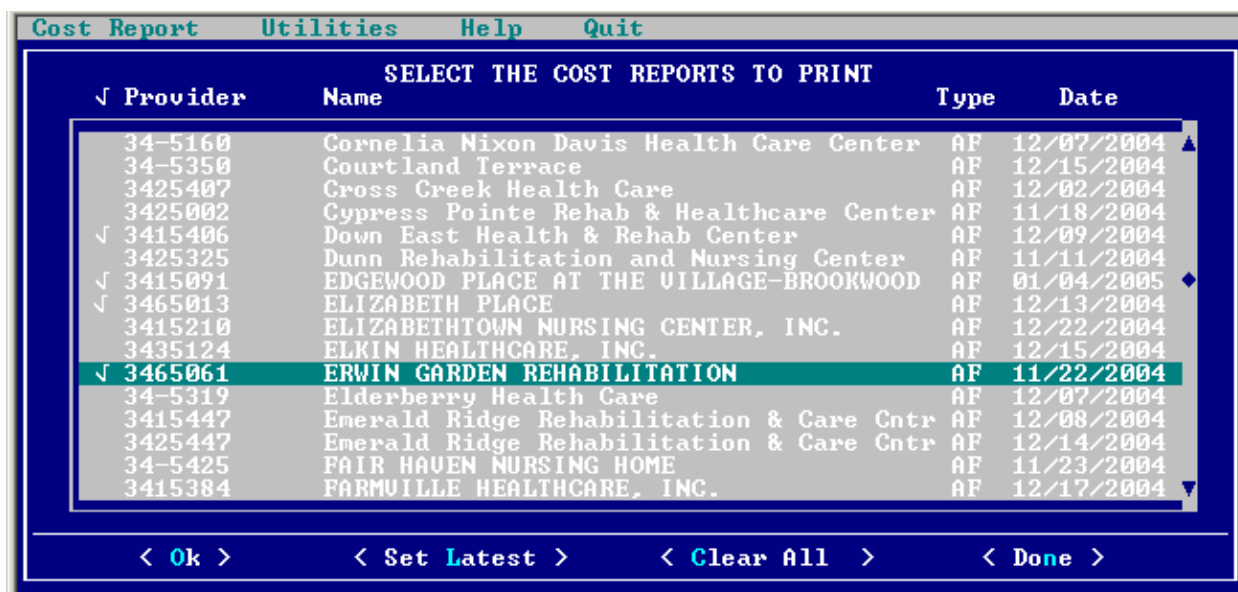 Cost Report Utilities Help Quit
SELECT THE COST REPORTS TO PRINT
√ Provider Name Type Date
34-5160 Cornelia Nixon Davis Health Care Center AF 12/07/2004
34-5350 Courtland Terrace AF 12/15/2004
3425407 Cross Creek Health Care AF 12/02/2004
3425002 Cypress Pointe Rehab & Healthcare Center AF 11/18/2004
√ 3415406 Down East Health & Rehab Center AF 12/09/2004
3425325 Dunn Rehabilitation and Nursing Center AF 11/11/2004
√ 3415091 EDGEWOOD PLACE AT THE VILLAGE-BROOKWOOD AF 01/04/2005
√ 3465013 ELIZABETH PLACE AF 12/13/2004
3415210 ELIZABETHTOWN NURSING CENTER, INC. AF 12/22/2004
3435124 ELKIN HEALTHCARE, INC. AF 12/15/2004
√ 3465061 ERWIN GARDEN REHABILITATION AF 11/22/2004
34-5319 Elderberry Health Care AF 12/07/2004
3415447 Emerald Ridge Rehabilitation & Care Cntr AF 12/08/2004
3425447 Emerald Ridge Rehabilitation & Care Cntr AF 12/14/2004
34-5425 FAIR HAVEN NURSING HOME AF 11/23/2004
3415384 FARMVILLE HEALTHCARE, INC. AF 12/17/2004
< Ok > < Set Latest > < Clear All > < Done >